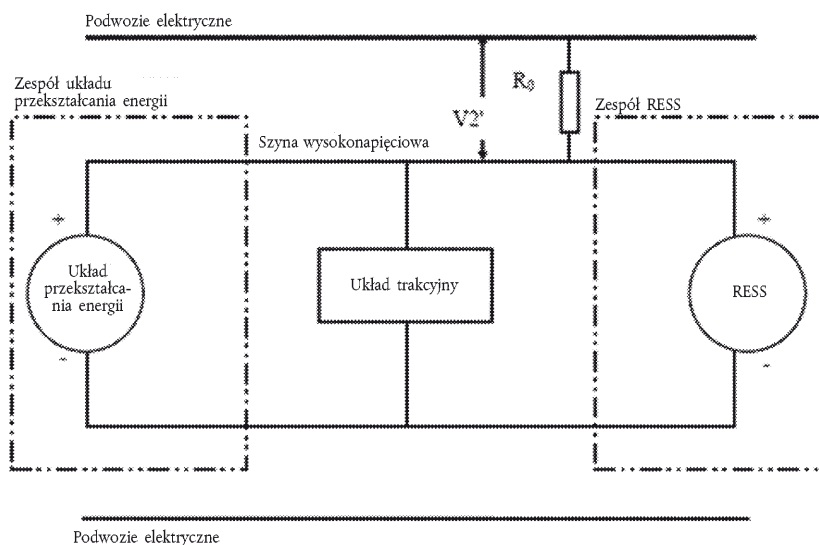 Podwozie elektryczne
Zespół układu
przekształcania energii
R₀
Zespół RESS
V2'
Szyna wysokonapięciowa
+
+
Układ
przekształca-
nia energii
Układ trakcyjny
RESS
-
-
Podwozie elektryczne